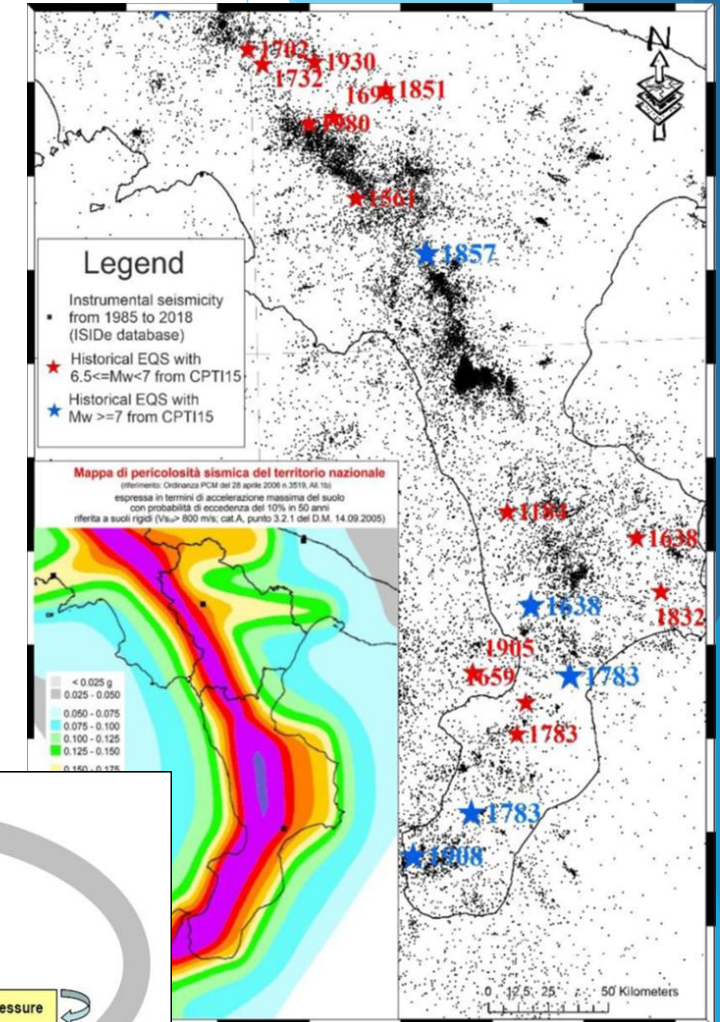 1702
1930
1732
1851
1980
1561
1857
N
Legend
Instrumental seismicity
from 1985 to 2018
(ISIDe database)
Historical EQS with
6.5<=Mw<7 from CPTI15
Historical EQS with
Mw >=7 from CPTI15
Mappa di pericolosità sismica del territorio nazionale
(riferimento: Ordinanza PCM del 28 aprile 2006 n.3519, All.1b)
espressa in termini di accelerazione massima del suolo
con probabilità di eccedenza del 10% in 50 anni
riferita a suoli rigidi (Vs₃₀> 800 m/s; cat.A, punto 3.2.1 del D.M. 14.09.2005)
1184
1638
1638
1832
1905
659
1783
1783
1783
1908
< 0.025 g
0.025 - 0.050
0.050 - 0.075
0.075 - 0.100
0.100 - 0.125
0.125 - 0.150
0.150 - 0.175
essure
0 12.5 25 50 Kilometers